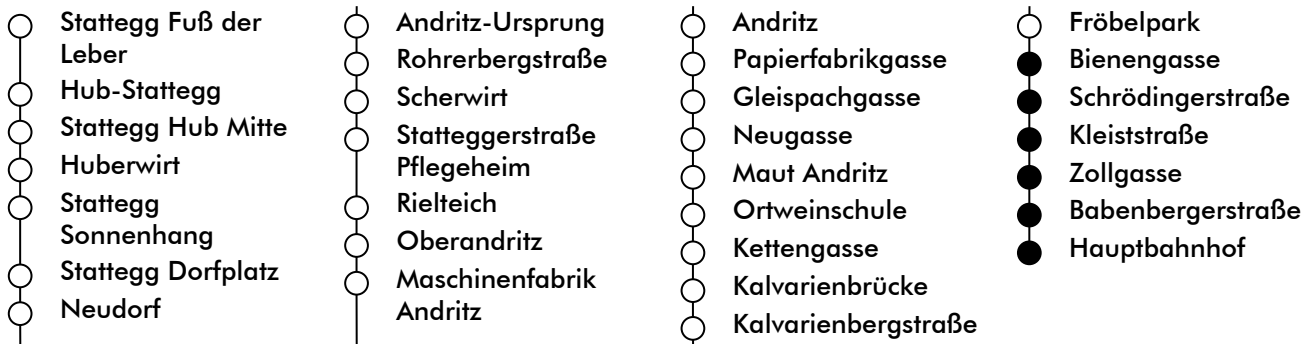 Stattegg Fuß der
Leber
Hub-Stattegg
Stattegg Hub Mitte
Huberwirt
Stattegg
Sonnenhang
Stattegg Dorfplatz
Neudorf
Andritz-Ursprung
Rohrerbergstraße
Scherwirt
Statteggerstraße
Pflegeheim
Rielteich
Oberandritz
Maschinenfabrik
Andritz
Andritz
Papierfabrikgasse
Gleispachgasse
Neugasse
Maut Andritz
Ortweinschule
Kettengasse
Kalvarienbrücke
Kalvarienbergstraße
Fröbelpark
Bienengasse
Schrödingerstraße
Kleiststraße
Zollgasse
Babenbergerstraße
Hauptbahnhof